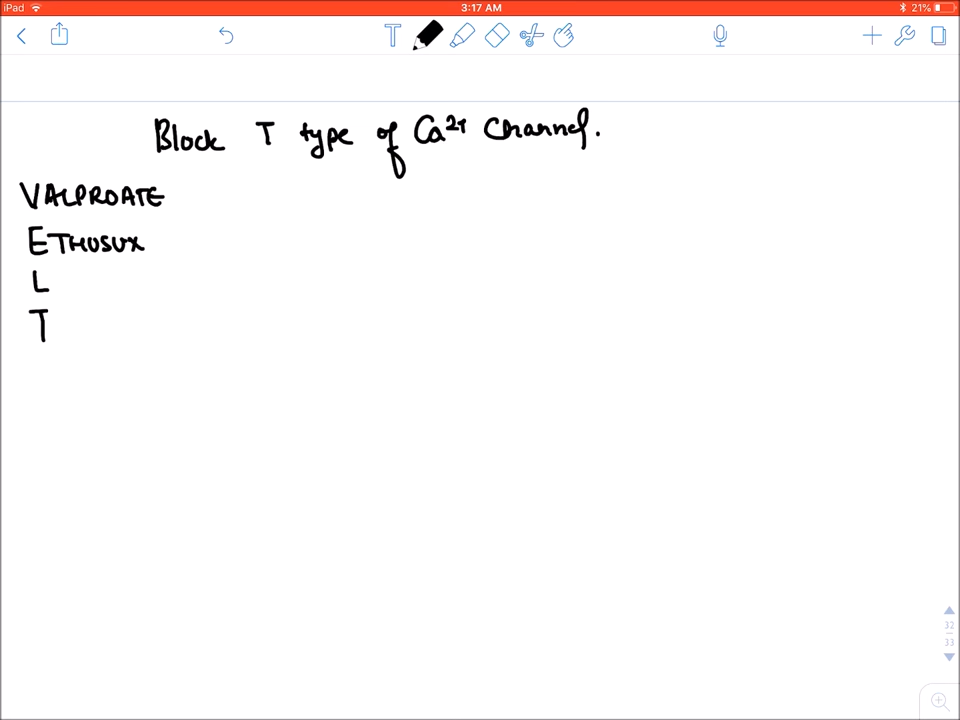 iPad 3:17 AM 21%
T
Block T type of Ca2+ Channel.
VALPROATE
ETHOSUX
L
T
32
33